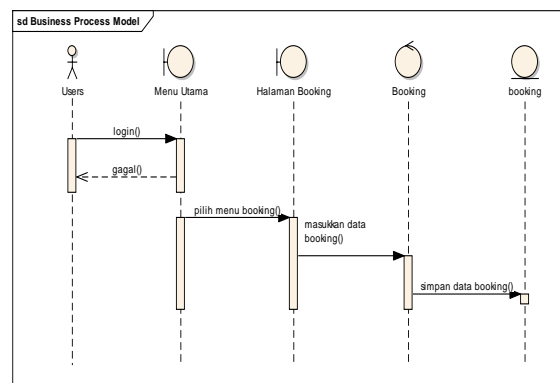 sd Business Process Model
Users
Menu Utama
Halaman Booking
Booking
booking
login()
gagal()
pilih menu booking()
masukkan data
booking()
simpan data booking()